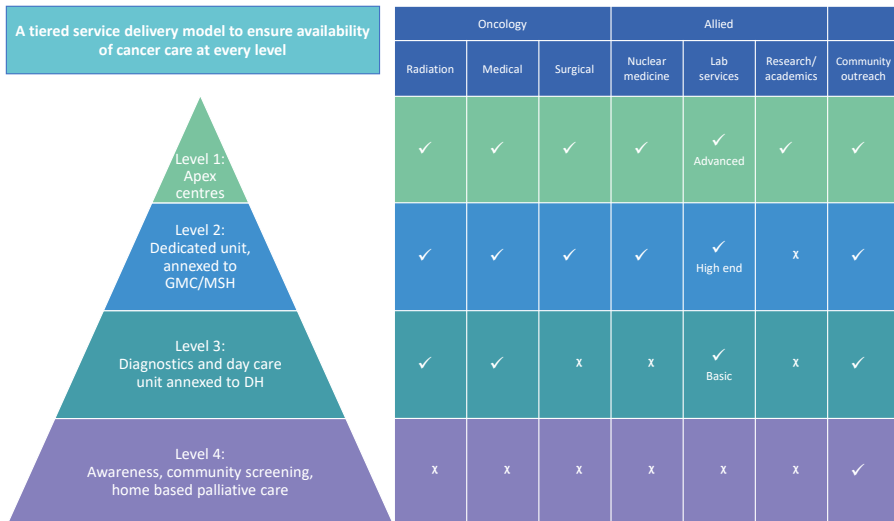 A tiered service delivery model to ensure availability
of cancer care at every level
Oncology
Allied
Radiation
Medical
Surgical
Nuclear
medicine
Lab
services
Research/
academics
Community
outreach
Level 1:
Apex
centres
✓ ✓ ✓ ✓ ✓ ✓ ✓
Advanced
Level 2:
Dedicated unit,
annexed to
GMC/MSH
✓ ✓ ✓ ✓ ✓ x ✓
High end
Level 3:
Diagnostics and day care
unit annexed to DH
✓ ✓ x x ✓ x ✓
Basic
Level 4:
Awareness, community screening,
home based palliative care
x x x x x x ✓